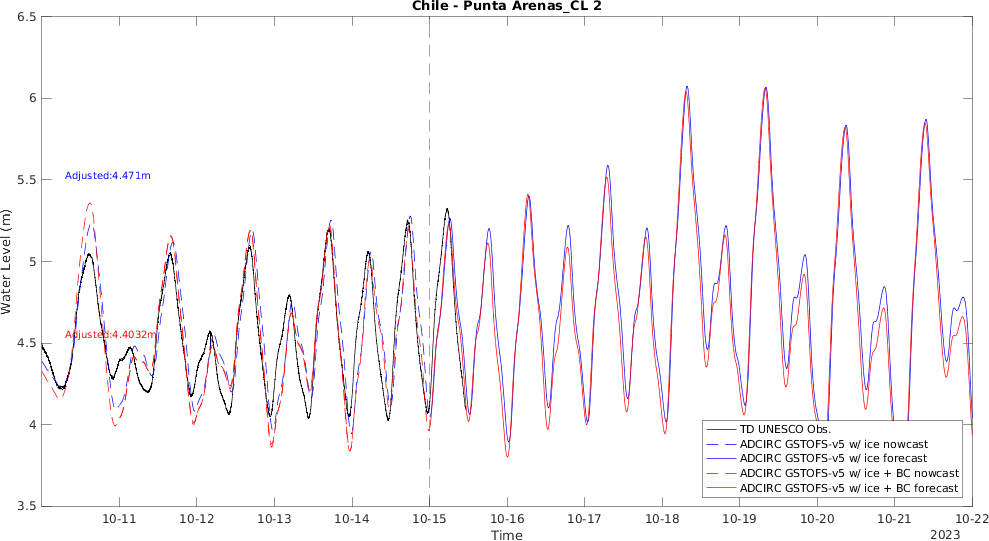 Chile - Punta Arenas_CL 2
6.5
6
5.5
5
4.5
4
3.5
Water Level (m)
Adjusted:4.471m
Adjusted:4.4032m
TD UNESCO Obs.
ADCIRC GSTOFS-v5 w/ ice nowcast
ADCIRC GSTOFS-v5 w/ ice forecast
ADCIRC GSTOFS-v5 w/ ice + BC nowcast
ADCIRC GSTOFS-v5 w/ ice + BC forecast
10-11 10-12 10-13 10-14 10-15 10-16 10-17 10-18 10-19 10-20 10-21 10-22
Time
2023